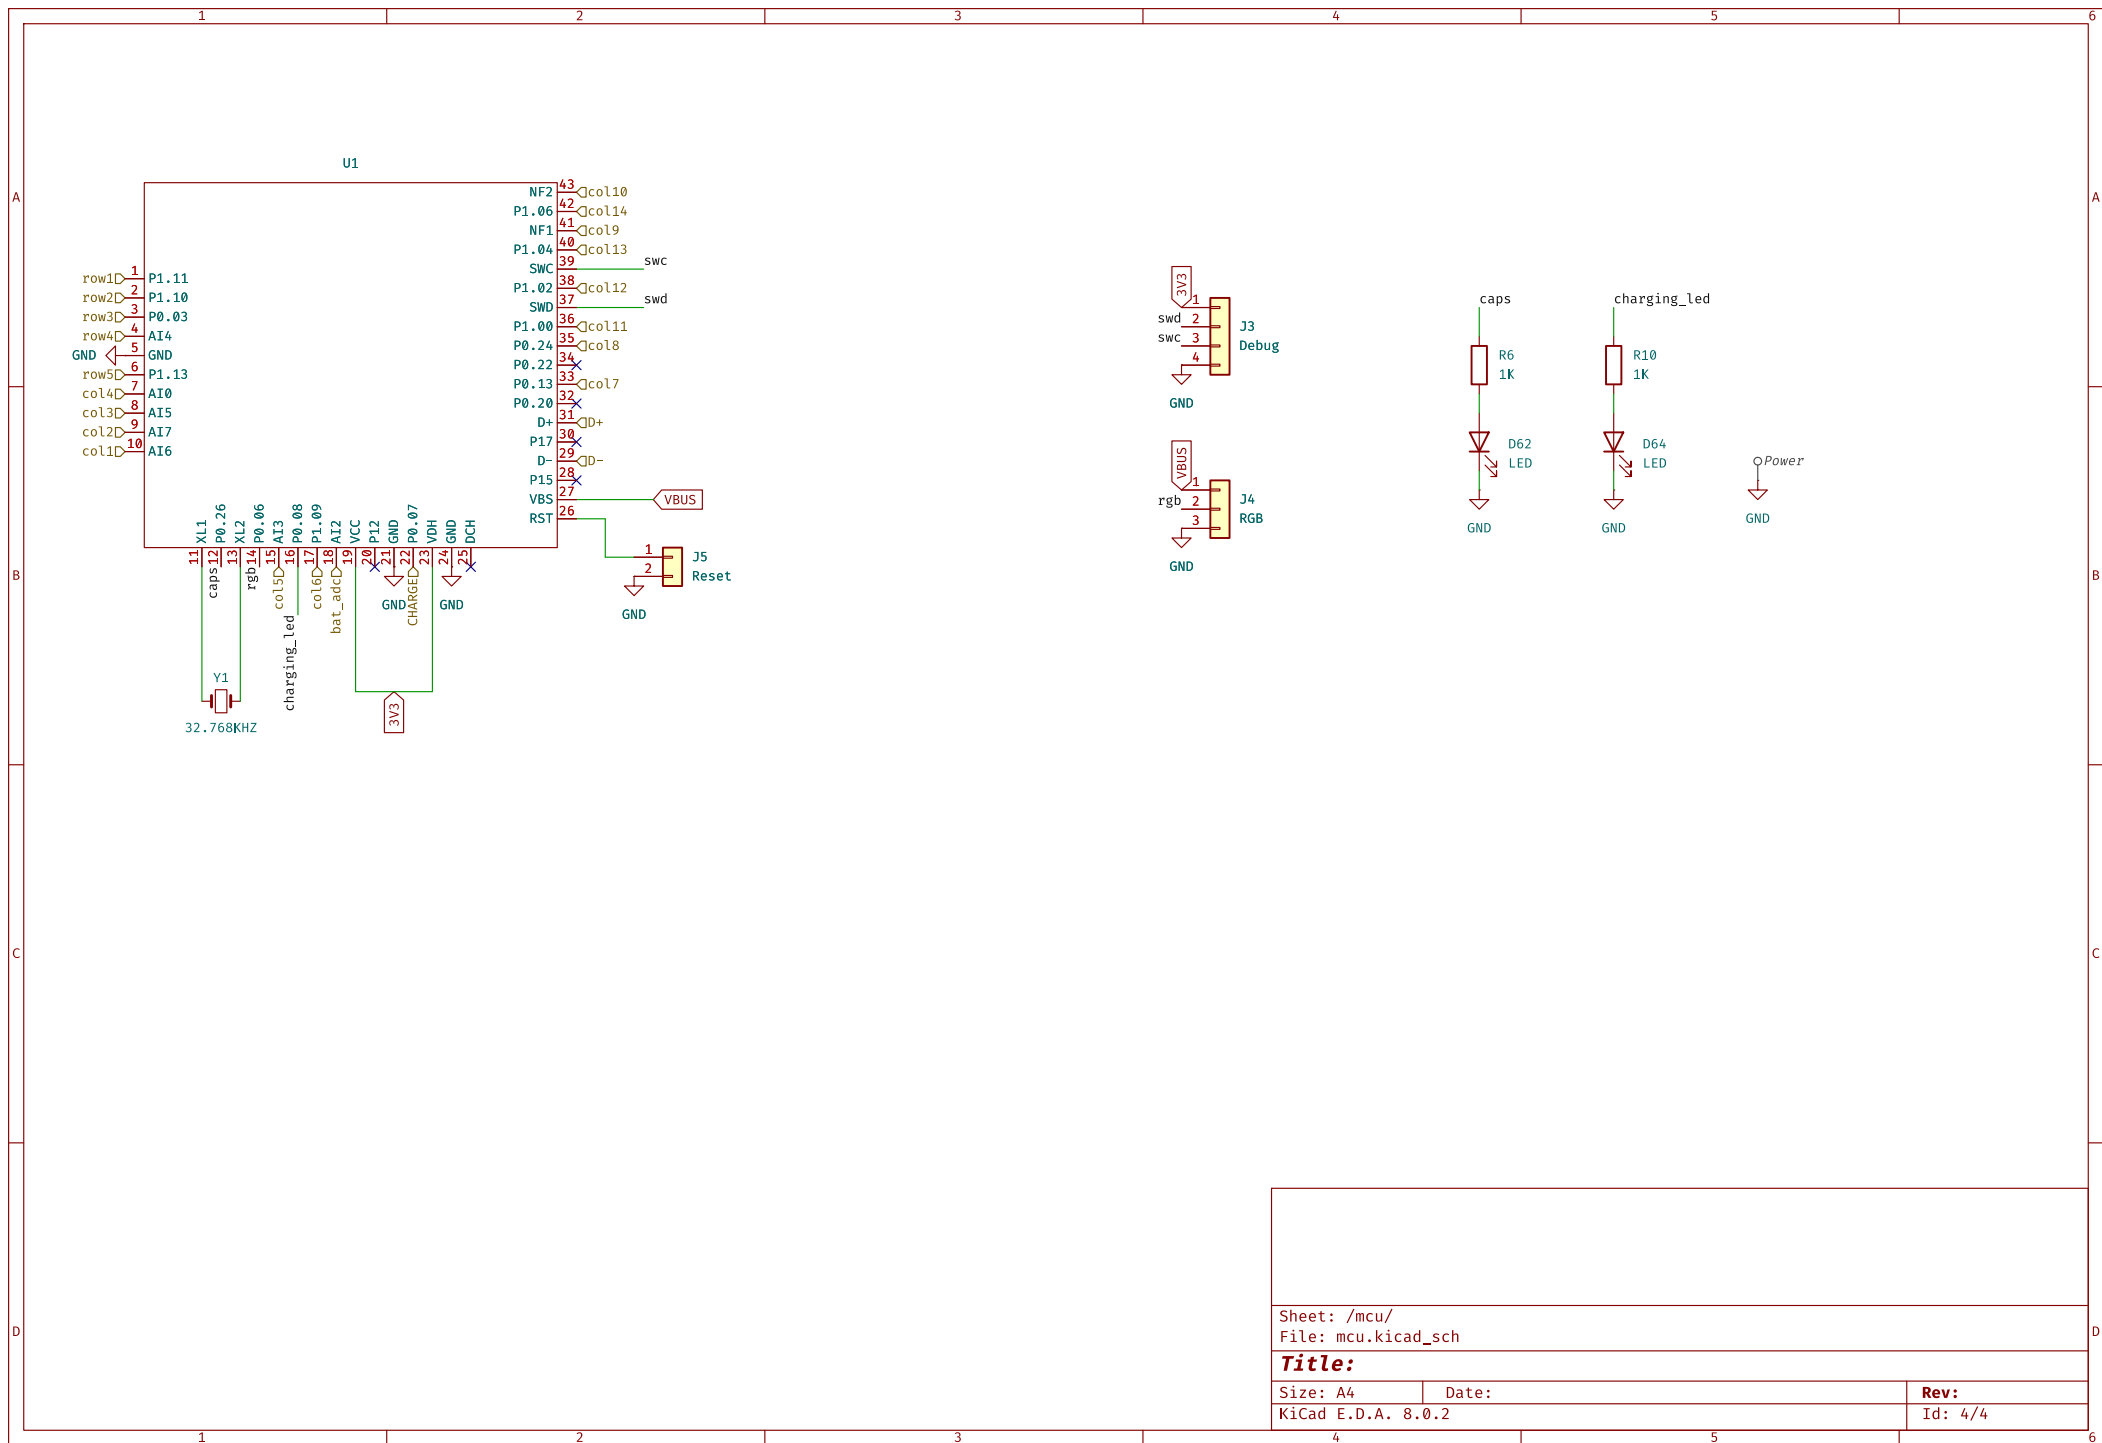 1 2 3 4 5 6
A A
B B
C C
D D
U1
NF2 43 col10
P1.06 42 col14
NF1 41 col9
P1.04 40 col13
SWC 39 swc
P1.02 38 col12
SWD 37 swd
P1.00 36 col11
P0.24 35 col8
P0.22 34
P0.13 33 col7
P0.20 32
D+ 31 D+
P17 30
D- 29 D-
P15 28
VBS 27 VBUS
RST 26
row1 1 P1.11
row2 2 P1.10
row3 3 P0.03
row4 4 AI4
GND 5 GND
row5 6 P1.13
col4 7 AI0
col3 8 AI5
col2 9 AI7
col1 10 AI6
XL1 11
P0.26 12 caps
XL2 13
P0.06 14 rgb
AI3 15 col5
P0.08 16 charging_led
P1.09 17 col6
AI2 18 bat_adc
VCC 19
P12 20
GND 21 GND
P0.07 22 CHARGE
VDH 23
GND 24 GND
DCH 25
3V3
Y1
32.768KHZ
1 J5
2 Reset
GND
3V3
1
swd 2 J3
swc 3 Debug
4
GND
VBUS
1
rgb 2 J4
3 RGB
GND
caps
R6
1K
D62
LED
GND
charging_led
R10
1K
D64
LED
GND
Power
GND
Sheet: /mcu/
File: mcu.kicad_sch
Title:
Size: A4 Date: Rev:
KiCad E.D.A. 8.0.2 Id: 4/4
1 2 3 4 5 6